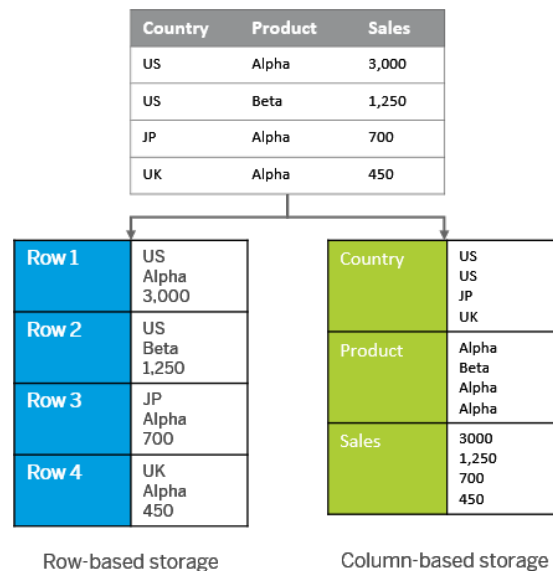 Country Product Sales
US Alpha 3,000
US Beta 1,250
JP Alpha 700
UK Alpha 450
Row 1
US
Alpha
3,000
Row 2
US
Beta
1,250
Row 3
JP
Alpha
700
Row 4
UK
Alpha
450
Row-based storage
Country
US
US
JP
UK
Product
Alpha
Beta
Alpha
Alpha
Sales
3000
1,250
700
450
Column-based storage